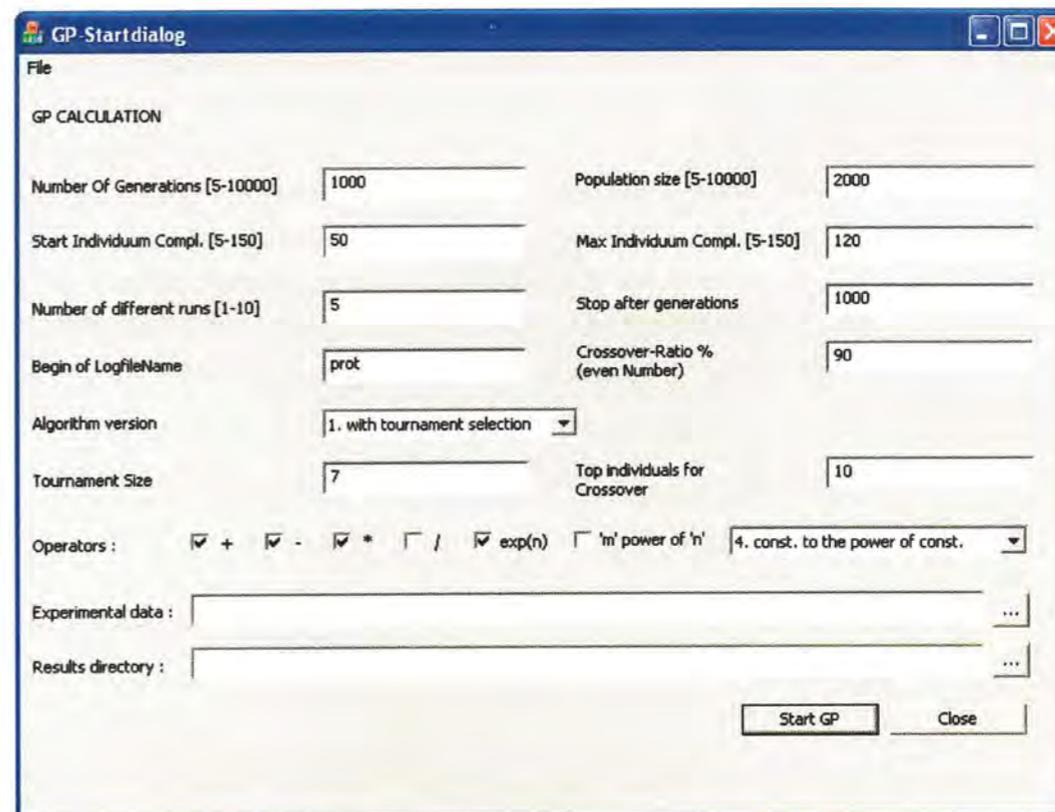 GP-Startdialog
File
GP CALCULATION
Number Of Generations [5-10000] 1000 Population size [5-10000] 2000
Start Individuum Compl. [5-150] 50 Max Individuum Compl. [5-150] 120
Number of different runs [1-10] 5 Stop after generations 1000
Begin of LogfileName prot Crossover-Ratio %
(even Number) 90
Algorithm version 1. with tournament selection
Tournament Size 7 Top individuals for
Crossover 10
Operators : + - * / exp(n) 'm' power of 'n' 4. const. to the power of const.
Experimental data : ...
Results directory : ...
Start GP Close